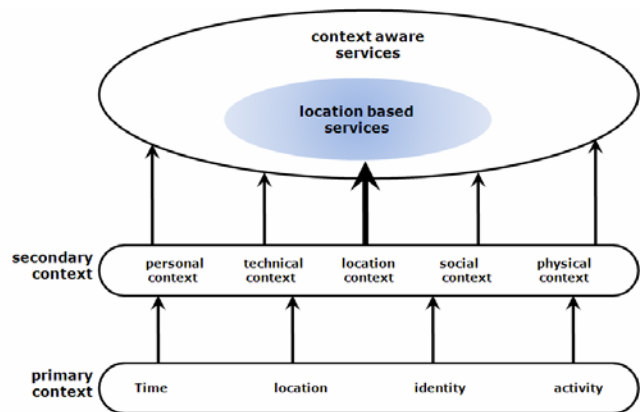 context aware
services
location based
services
secondary
context
personal technical location social physical
context context context context context
primary
context
Time location identity activity